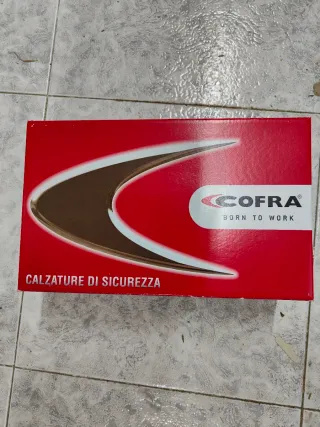 COFRA®
BORN TO WORK
CALZATURE DI SICUREZZA